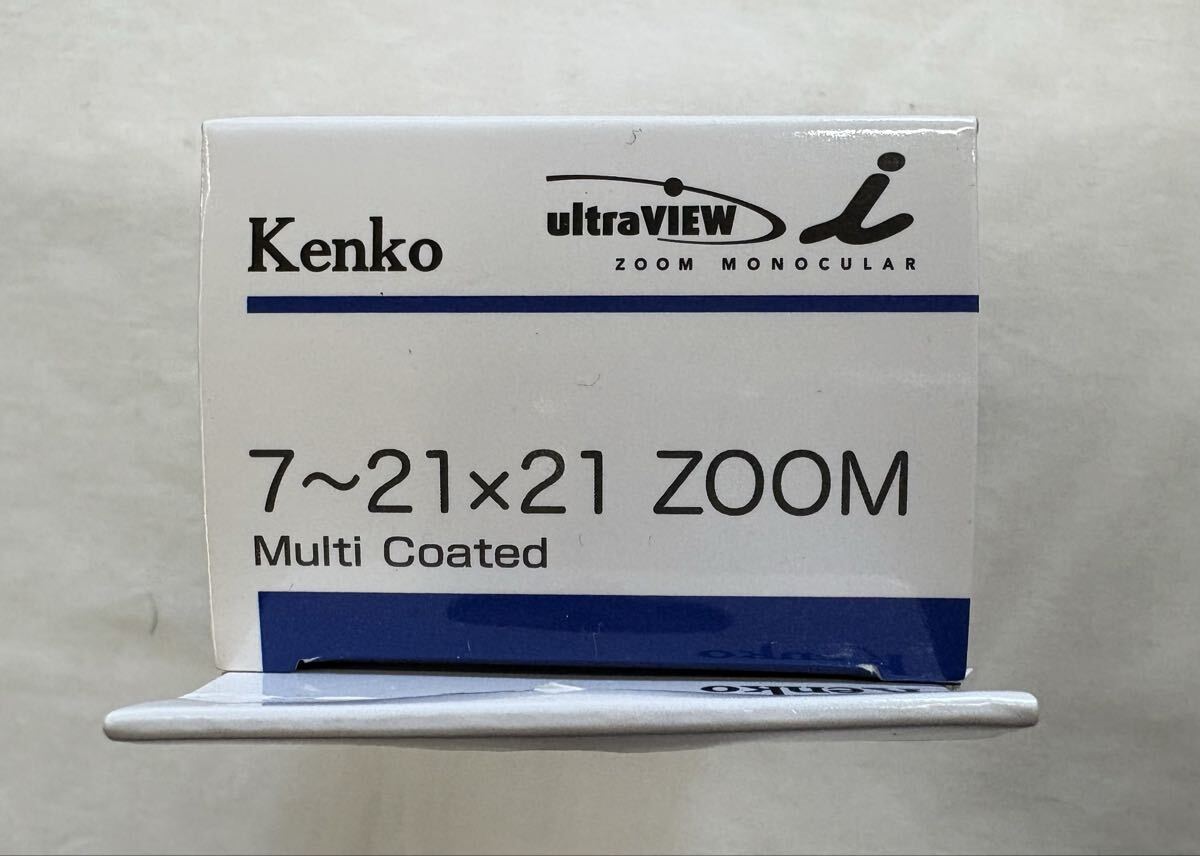 Kenko
ultraVIEW i
ZOOM MONOCULAR
7~21×21 ZOOM
Multi Coated
Kenko